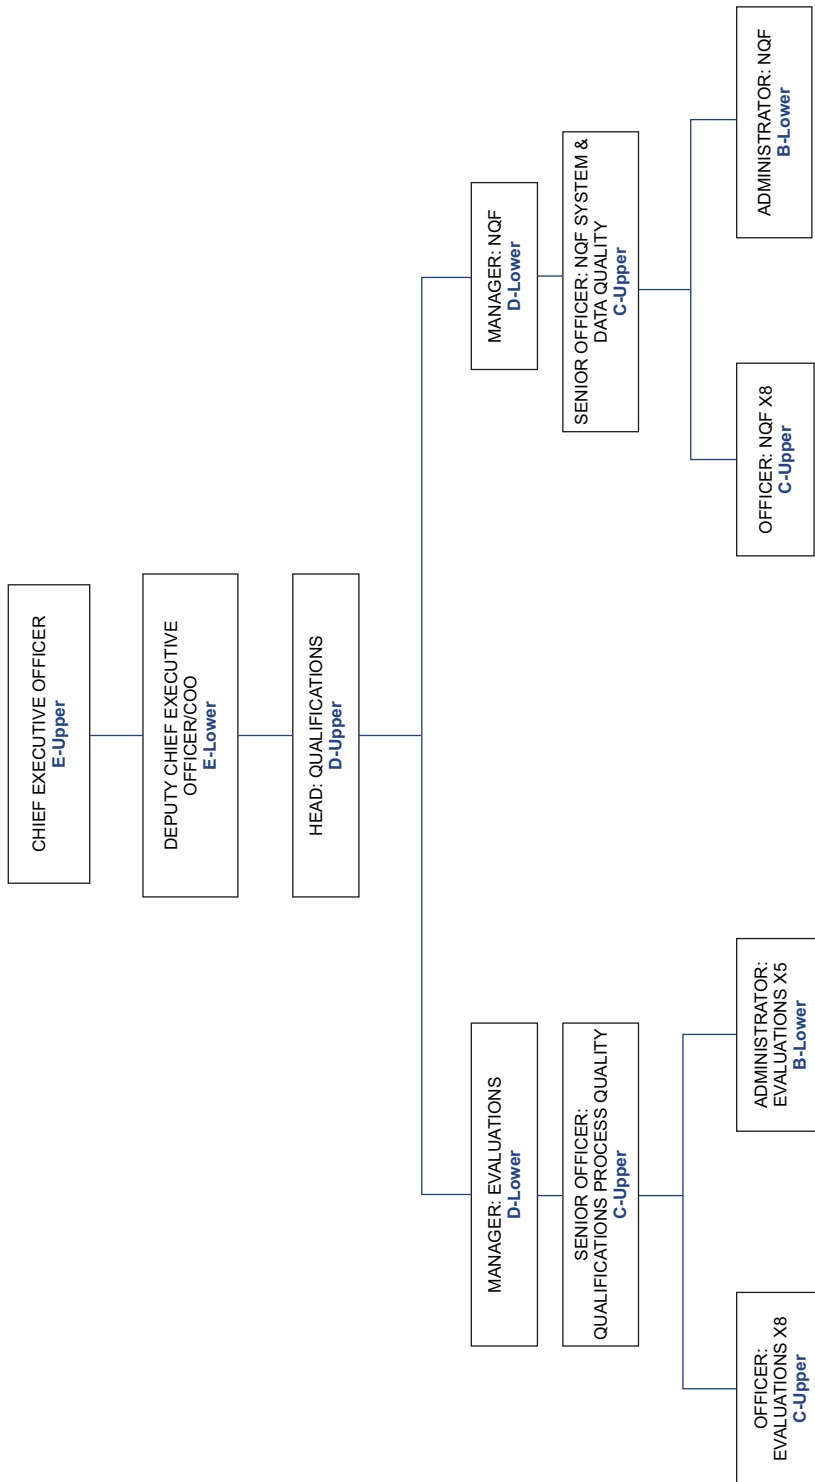 CHIEF EXECUTIVE OFFICER
E-Upper
DEPUTY CHIEF EXECUTIVE
OFFICER/COO
E-Lower
HEAD: QUALIFICATIONS
D-Upper
MANAGER: EVALUATIONS
D-Lower
MANAGER: NQF
D-Lower
SENIOR OFFICER:
QUALIFICATIONS PROCESS QUALITY
C-Upper
SENIOR OFFICER: NQF SYSTEM &
DATA QUALITY
C-Upper
OFFICER:
EVALUATIONS X8
C-Upper
ADMINISTRATOR:
EVALUATIONS X5
B-Lower
OFFICER: NQF X8
C-Upper
ADMINISTRATOR: NQF
B-Lower